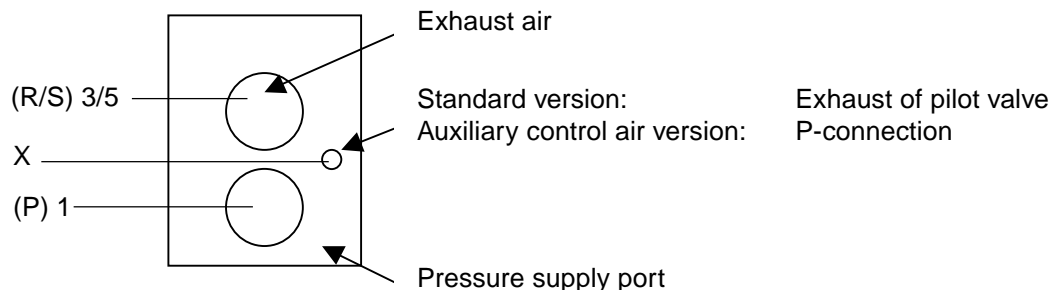 Exhaust air
(R/S) 3/5
Standard version: Exhaust of pilot valve
Auxiliary control air version: P-connection
X
(P) 1
Pressure supply port